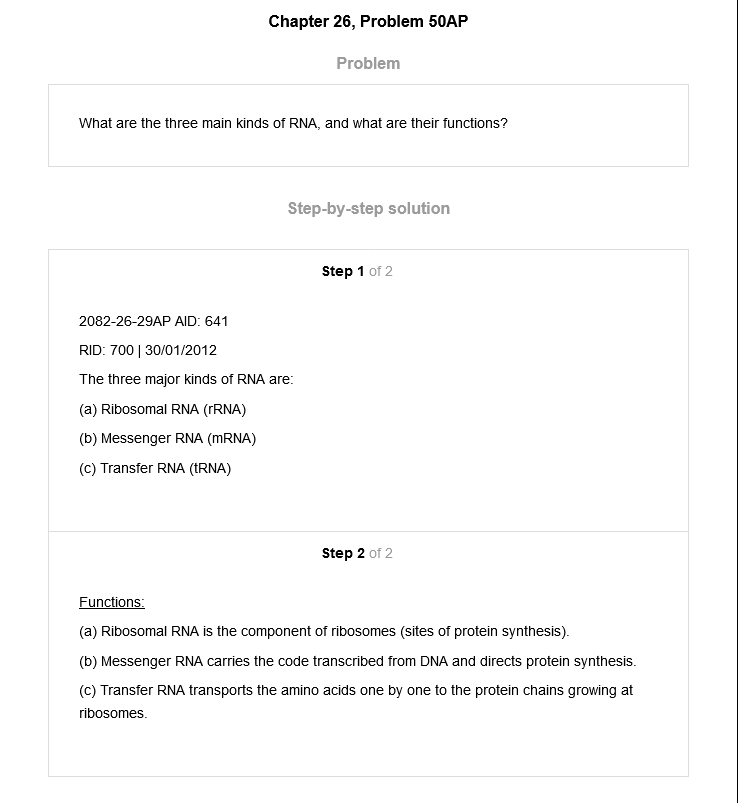 Chapter 26, Problem 50AP
Problem
What are the three main kinds of RNA, and what are their functions?
Step-by-step solution
Step 1 of 2
2082-26-29AP AID: 641
RID: 700 | 30/01/2012
The three major kinds of RNA are:
(a) Ribosomal RNA (rRNA)
(b) Messenger RNA (mRNA)
(c) Transfer RNA (tRNA)
Step 2 of 2
Functions:
(a) Ribosomal RNA is the component of ribosomes (sites of protein synthesis).
(b) Messenger RNA carries the code transcribed from DNA and directs protein synthesis.
(c) Transfer RNA transports the amino acids one by one to the protein chains growing at
ribosomes.